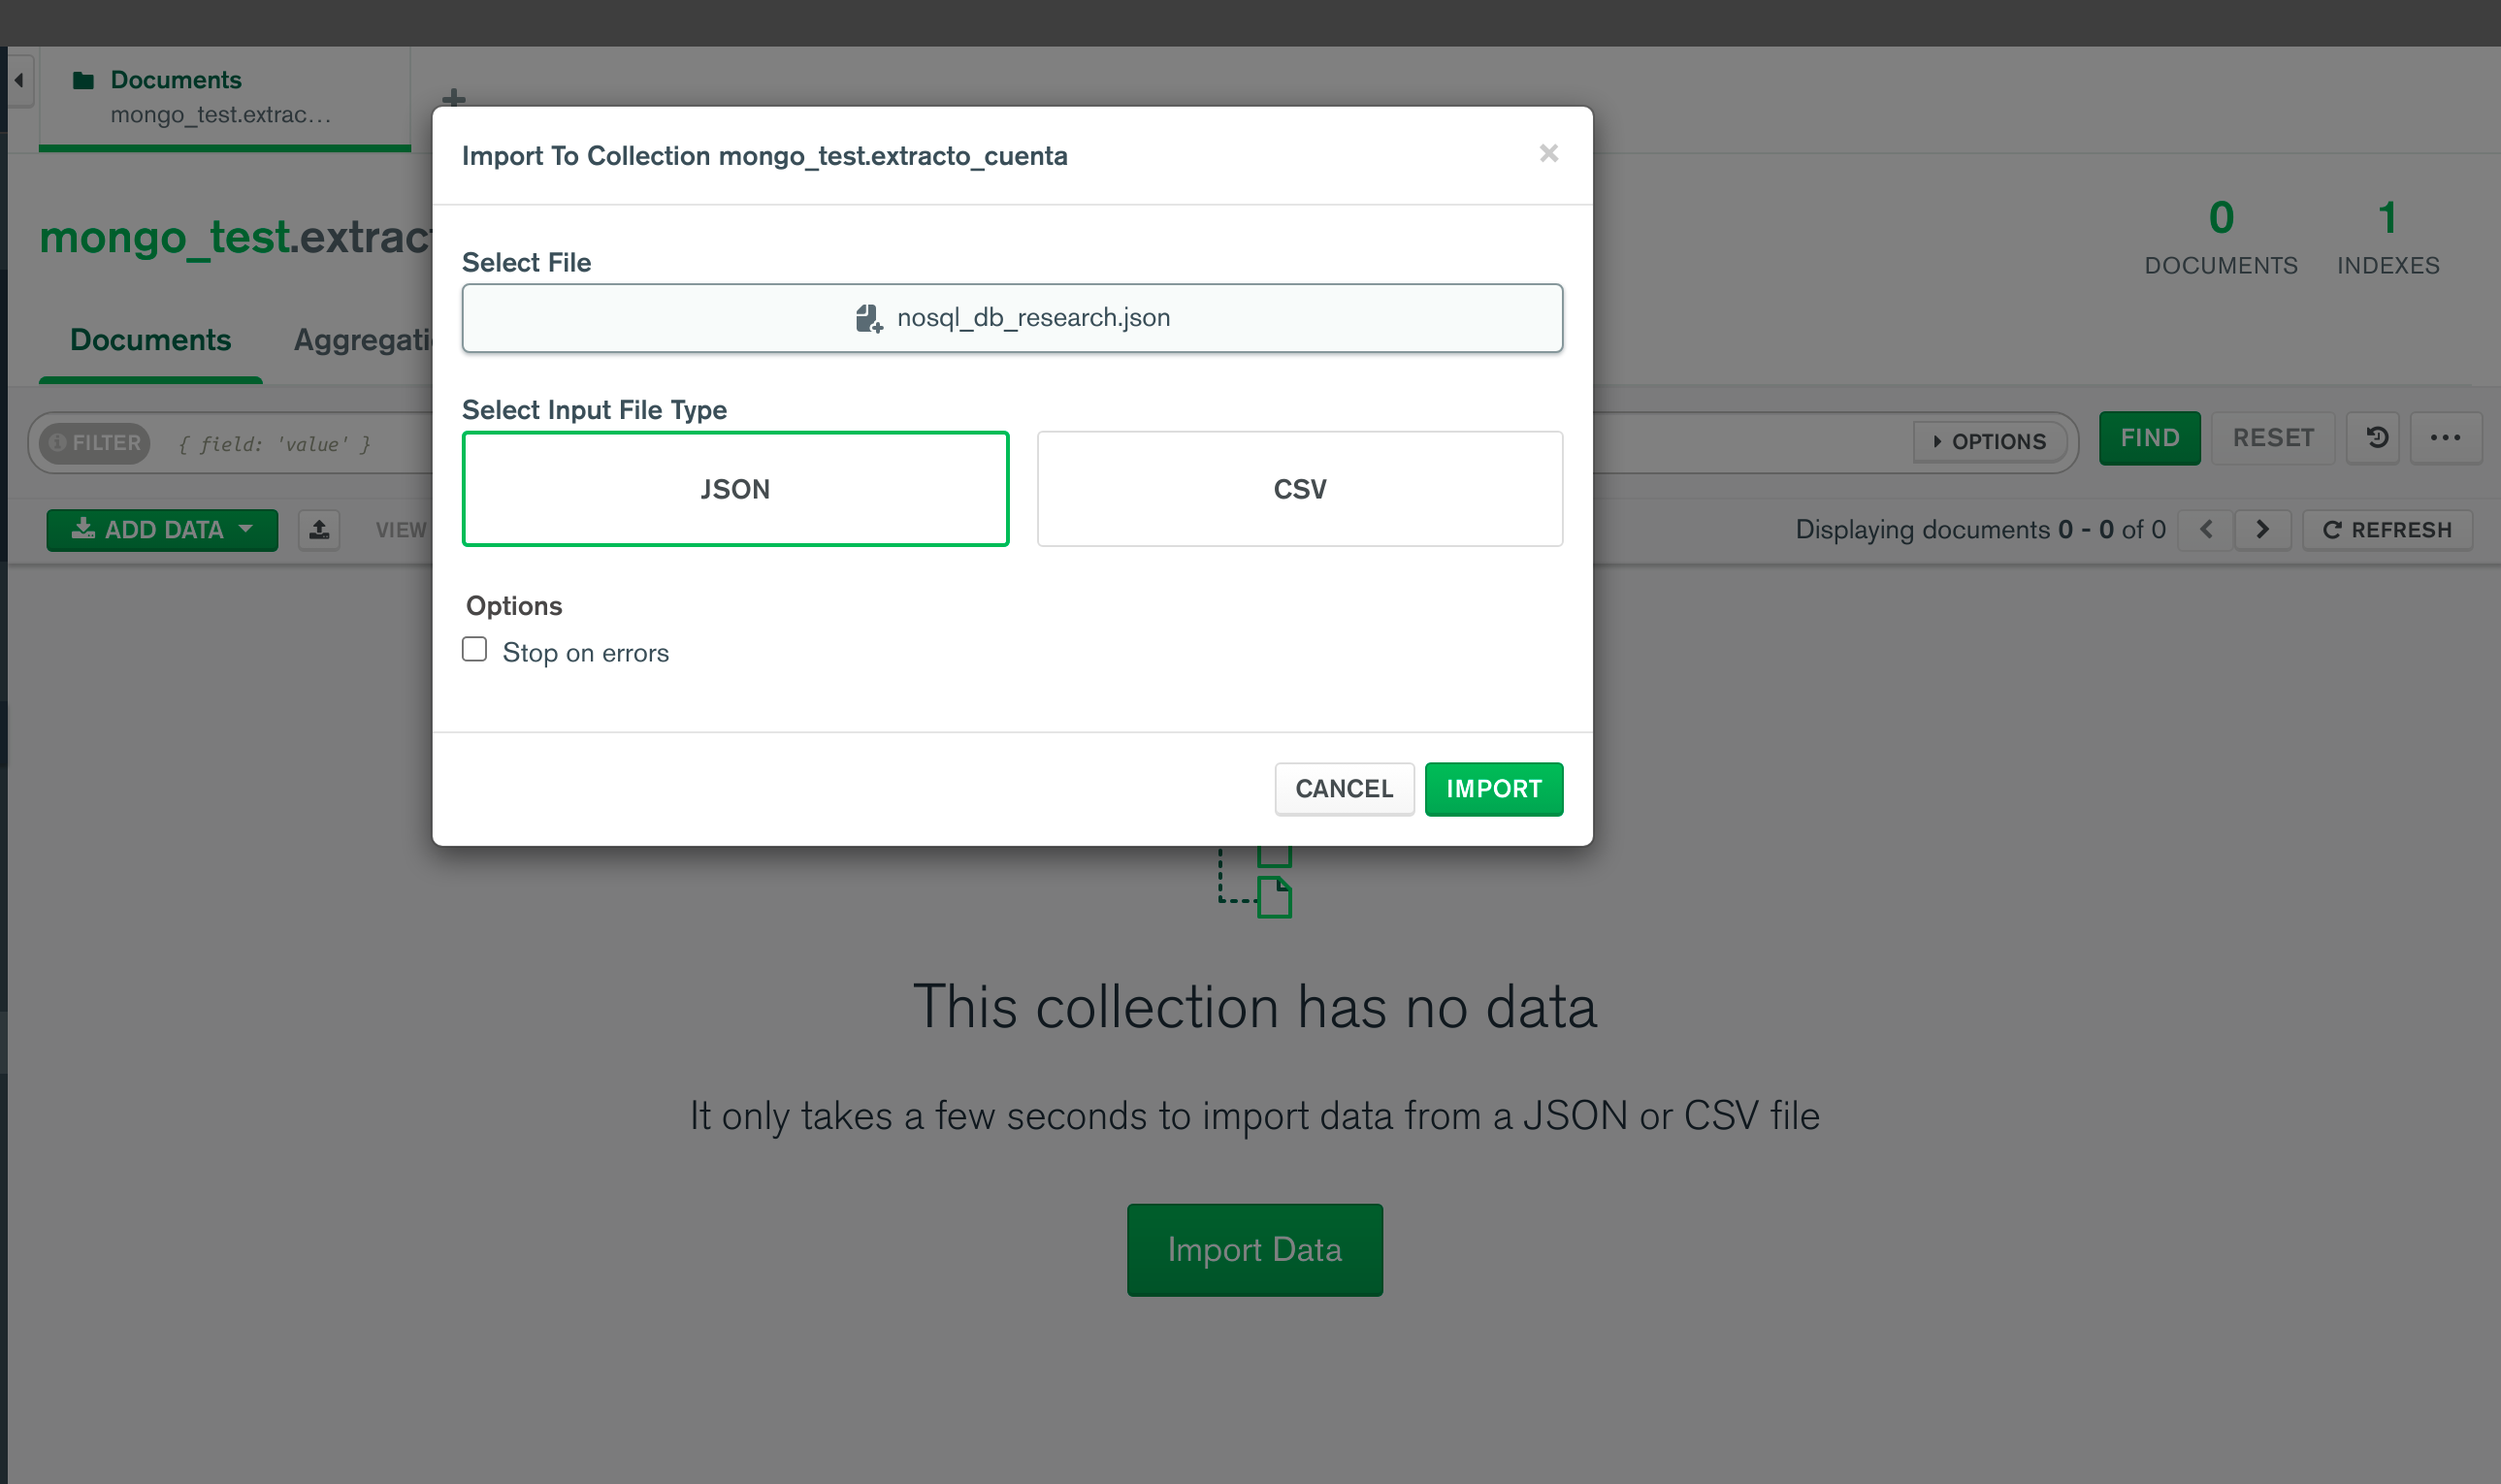 Documents
mongo_test.extrac...
Import To Collection mongo_test.extracto_cuenta
×
mongo_test.extrac
0
DOCUMENTS
1
INDEXES
Select File
nosql_db_research.json
Documents
Aggregati
Select Input File Type
JSON
CSV
FILTER
{ field: 'value' }
OPTIONS
FIND
RESET
ADD DATA
VIEW
Displaying documents 0 - 0 of 0
REFRESH
Options
Stop on errors
CANCEL
IMPORT
This collection has no data
It only takes a few seconds to import data from a JSON or CSV file
Import Data